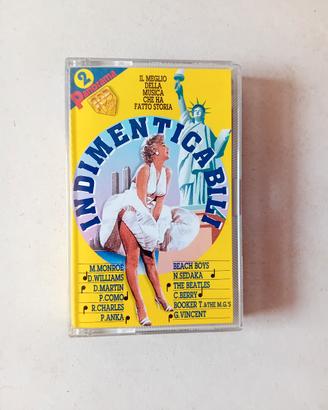 2
Panorama
IL MEGLIO
DELLA
MUSICA
CHE HA
FATTO STORIA
INDIMENTICABILI
M.MONROE
D.WILLIAMS
D.MARTIN
P.COMO
R.CHARLES
P.ANKA
BEACH BOYS
N.SEDAKA
THE BEATLES
C.BERRY
BOOKER T.&THE M.G'S
G.VINCENT